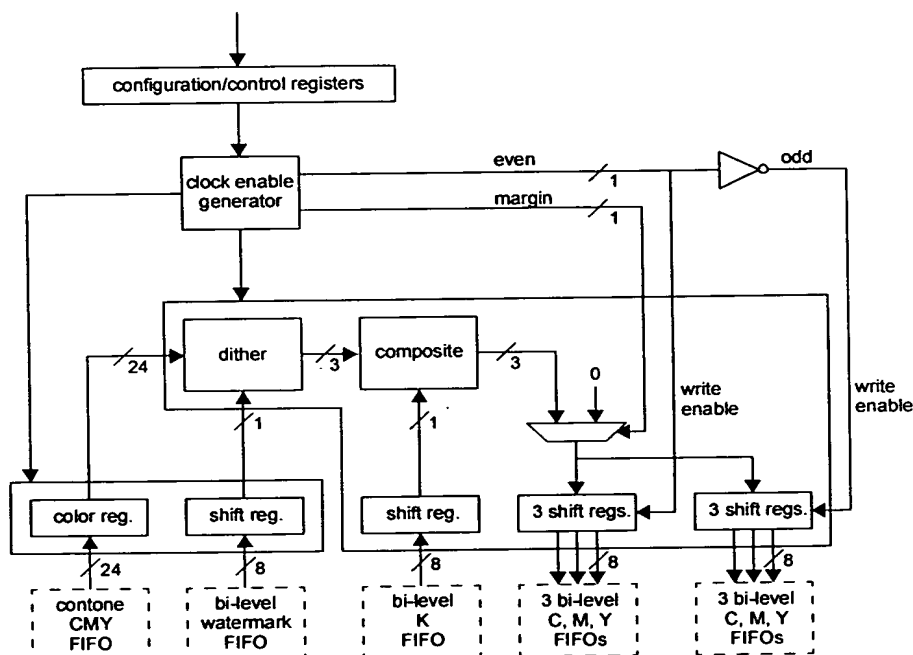 configuration/control registers
even
odd
clock enable
generator
1
margin
1
dither
composite
24
3
3
0
write
enable
write
enable
1
1
color reg.
shift reg.
shift reg.
3 shift regs.
3 shift regs.
24
8
8
8
8
contone
CMY
FIFO
bi-level
watermark
FIFO
bi-level
K
FIFO
3 bi-level
C, M, Y
FIFOs
3 bi-level
C, M, Y
FIFOs